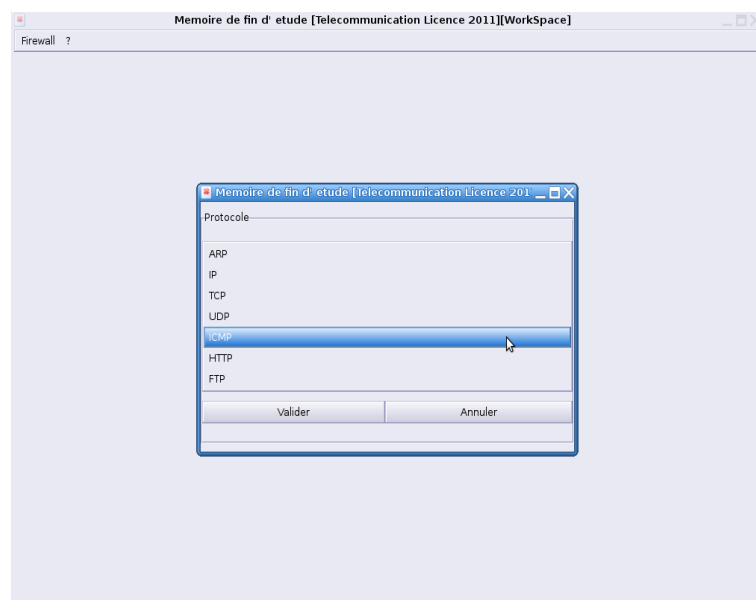 Memoire de fin d' etude [Telecommunication Licence 2011][WorkSpace]
Firewall ?
Memoire de fin d' etude [Telecommunication Licence 201
Protocole
ARP
IP
TCP
UDP
ICMP
HTTP
FTP
Valider Annuler